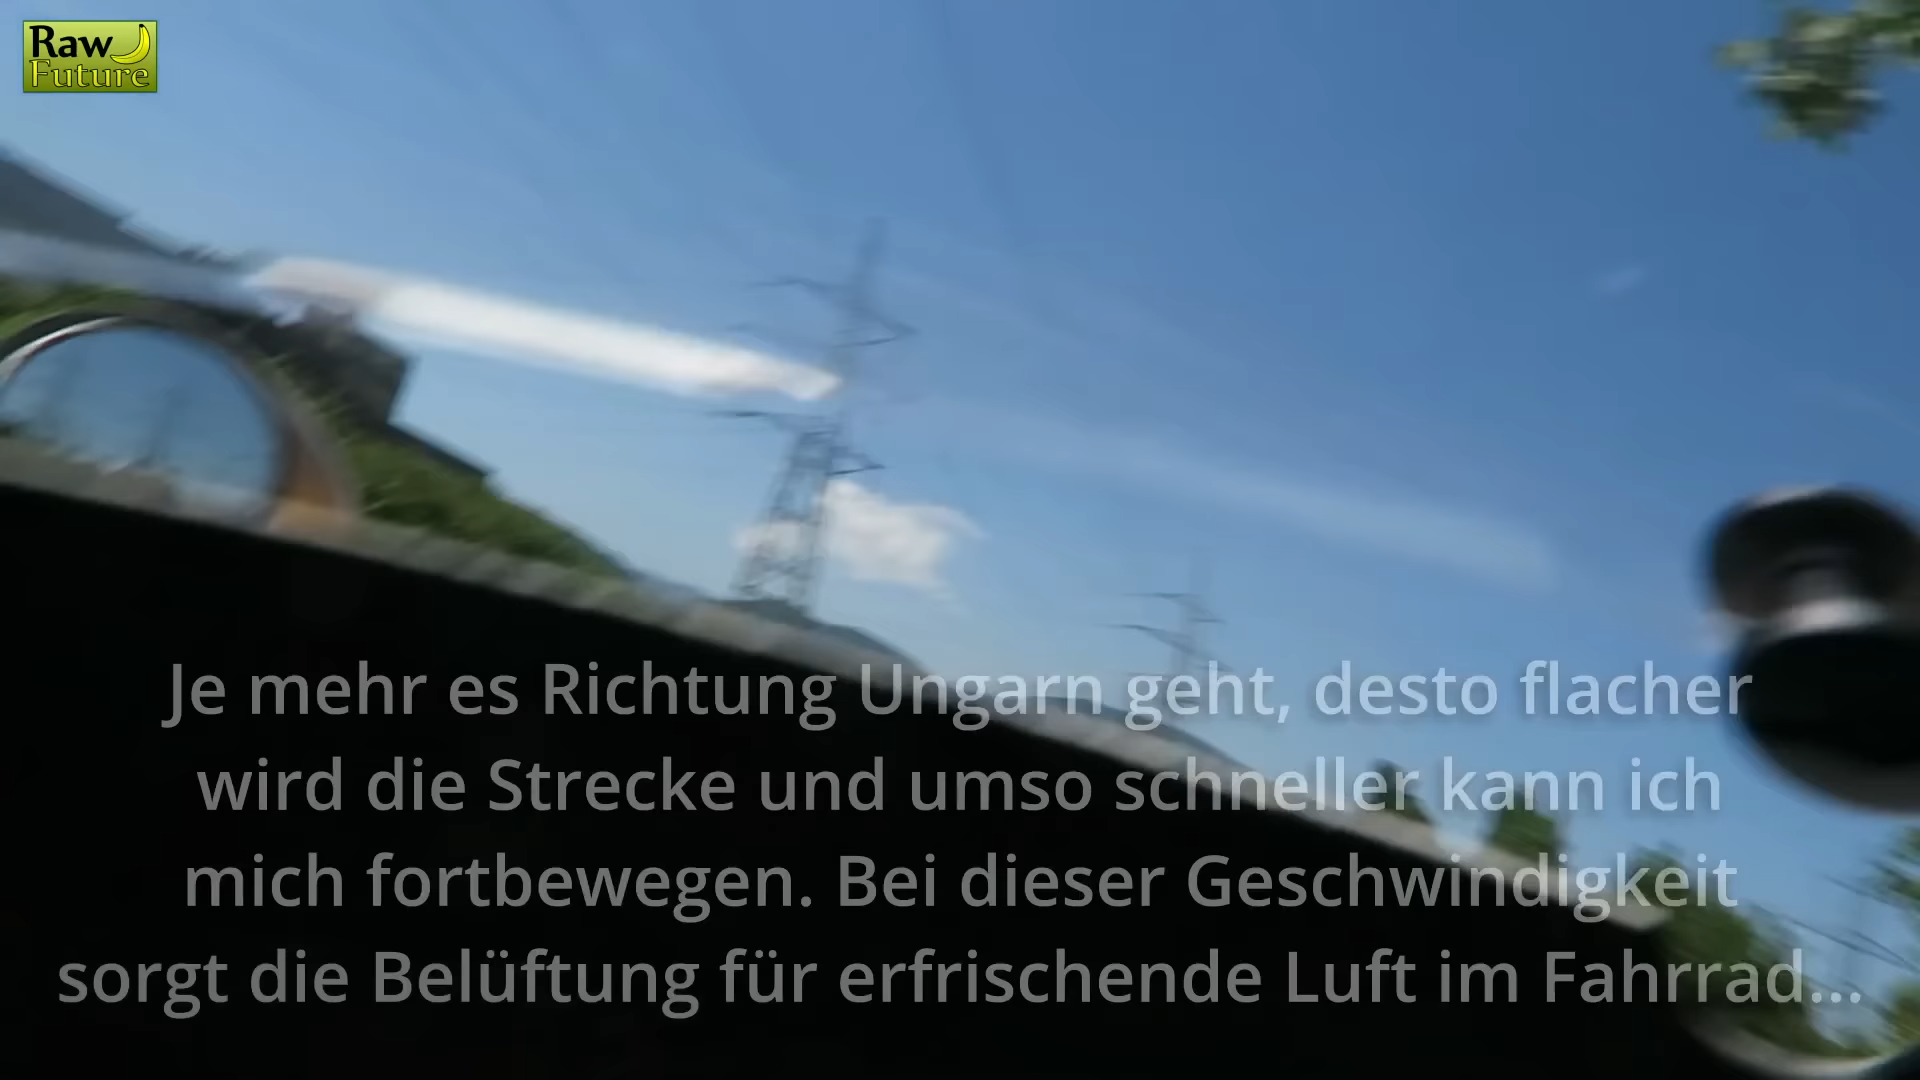 Raw
Future
Je mehr es Richtung Ungarn geht, desto flacher
wird die Strecke und umso schneller kann ich
mich fortbewegen. Bei dieser Geschwindigkeit
sorgt die Belüftung für erfrischende Luft im Fahrrad...